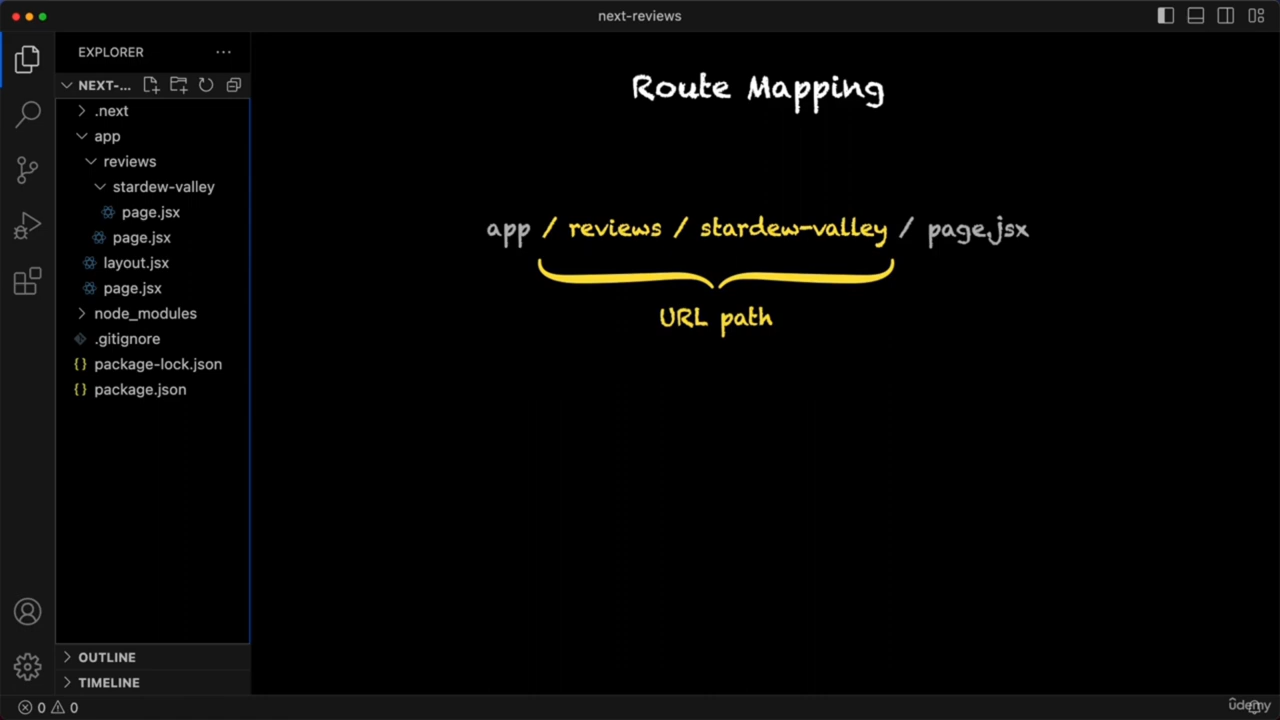 next-reviews
EXPLORER
NEXT-...
.next
app
reviews
stardew-valley
page.jsx
page.jsx
layout.jsx
page.jsx
node_modules
.gitignore
{} package-lock.json
{} package.json
OUTLINE
TIMELINE
0 0
Route Mapping
app / reviews / stardew-valley / page.jsx
URL path
ûdemy